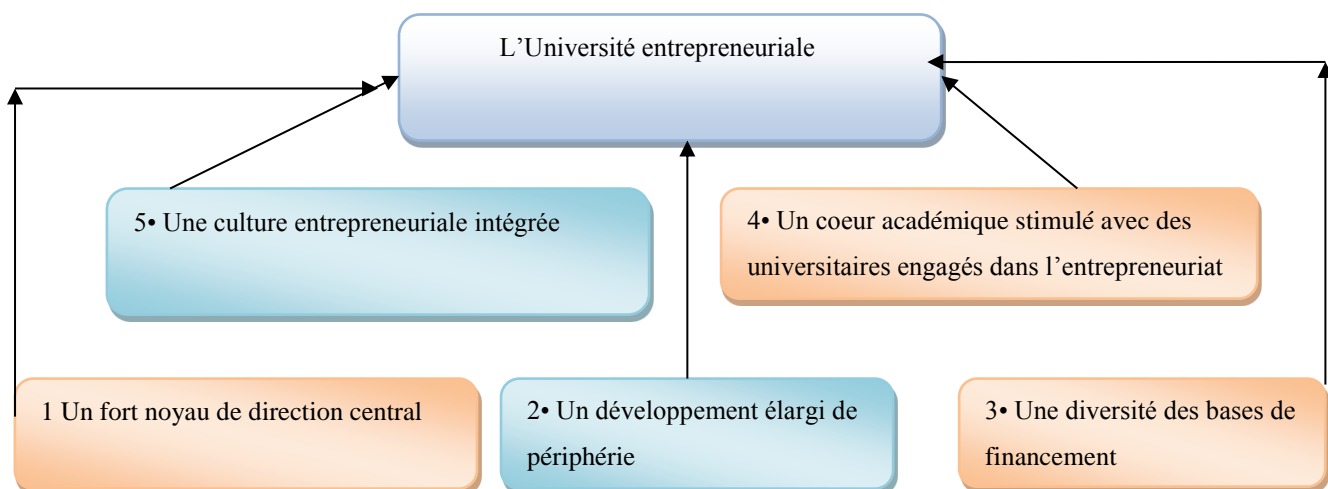 L’Université entrepreneuriale
5• Une culture entrepreneuriale intégrée
4• Un coeur académique stimulé avec des
universitaires engagés dans l’entrepreneuriat
1 Un fort noyau de direction central
2• Un développement élargi de
périphérie
3• Une diversité des bases de
financement